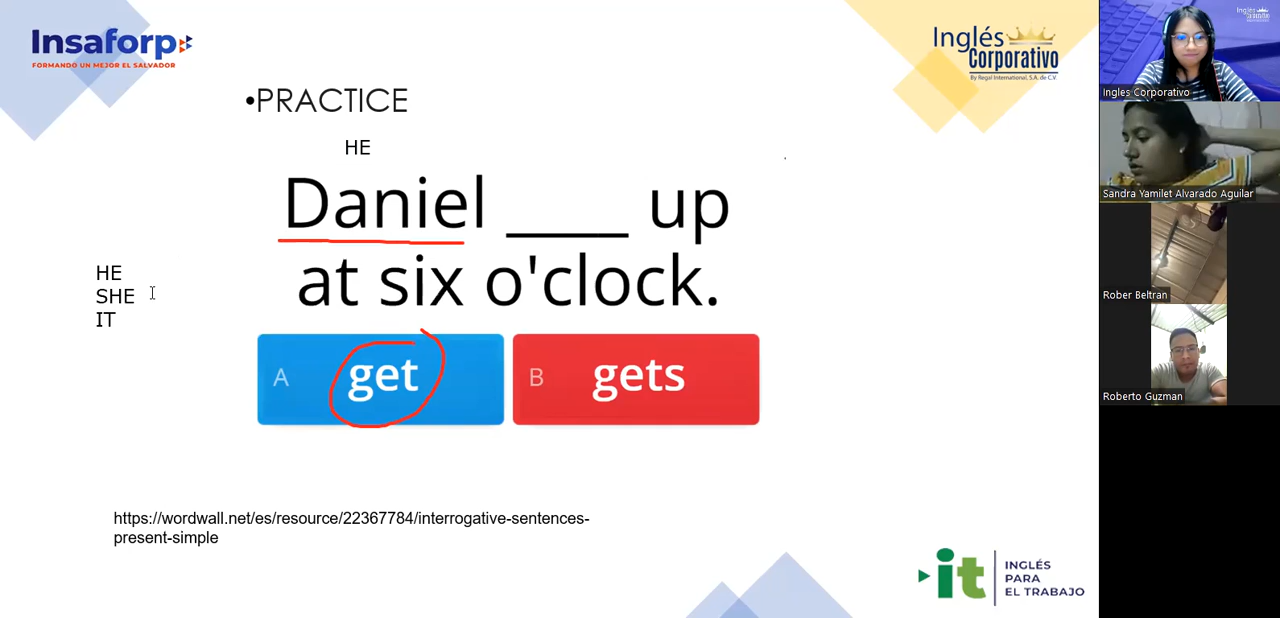 Insaforp
FORMANDO UN MEJOR EL SALVADOR
Inglés
Corporativo
By Regal International, S.A. de C.V.
•PRACTICE
HE
Daniel ____ up
at six o'clock.
HE
SHE
IT
A get
B gets
https://wordwall.net/es/resource/22367784/interrogative-sentences-
present-simple
it
INGLÉS
PARA
EL TRABAJO
Inglés
Corporativo
Ingles Corporativo
Sandra Yamilet Alvarado Aguilar
Rober Beltran
Roberto Guzman